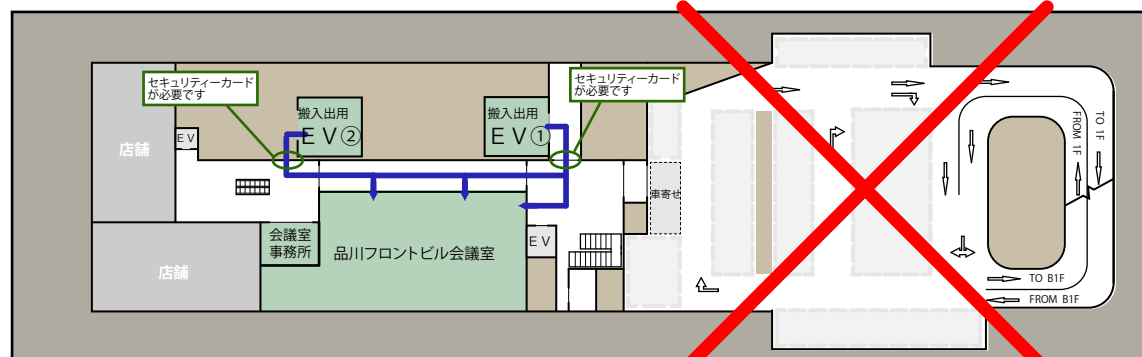 セキュリティーカード
が必要です
セキュリティーカード
が必要です
搬入出用
EV②
搬入出用
EV①
EV
店舗
店舗
会議室
事務所
品川フロントビル会議室
EV
車寄せ
TO 1F
FROM 1F
TO B1F
FROM B1F